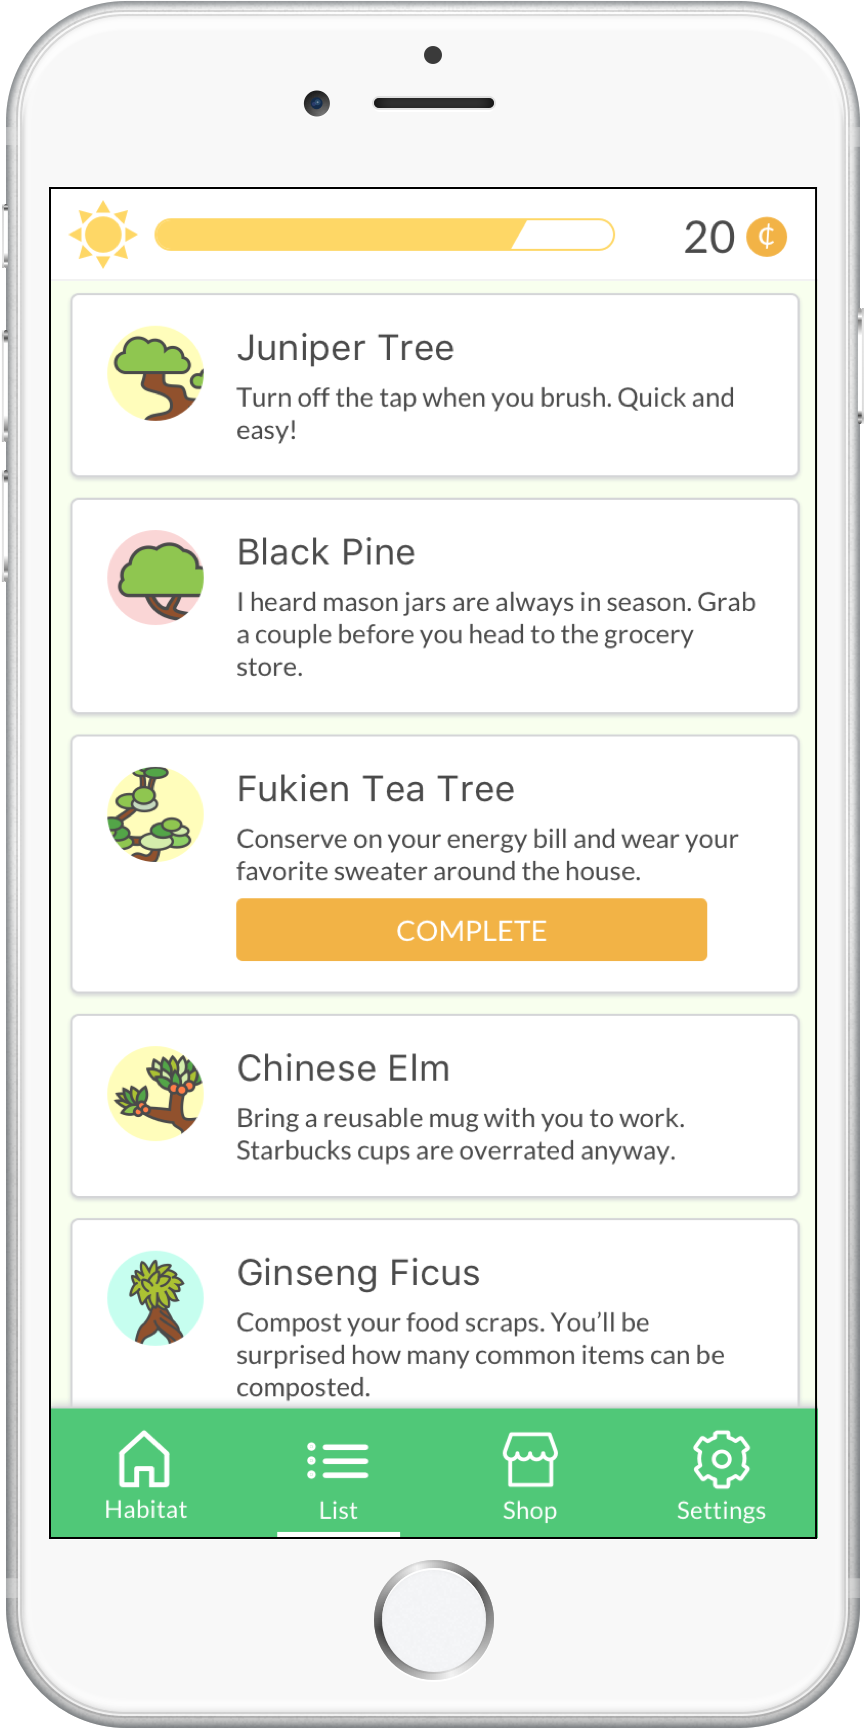 20 ¢
Juniper Tree
Turn off the tap when you brush. Quick and
easy!
Black Pine
I heard mason jars are always in season. Grab
a couple before you head to the grocery
store.
Fukien Tea Tree
Conserve on your energy bill and wear your
favorite sweater around the house.
COMPLETE
Chinese Elm
Bring a reusable mug with you to work.
Starbucks cups are overrated anyway.
Ginseng Ficus
Compost your food scraps. You’ll be
surprised how many common items can be
composted.
Habitat List Shop Settings